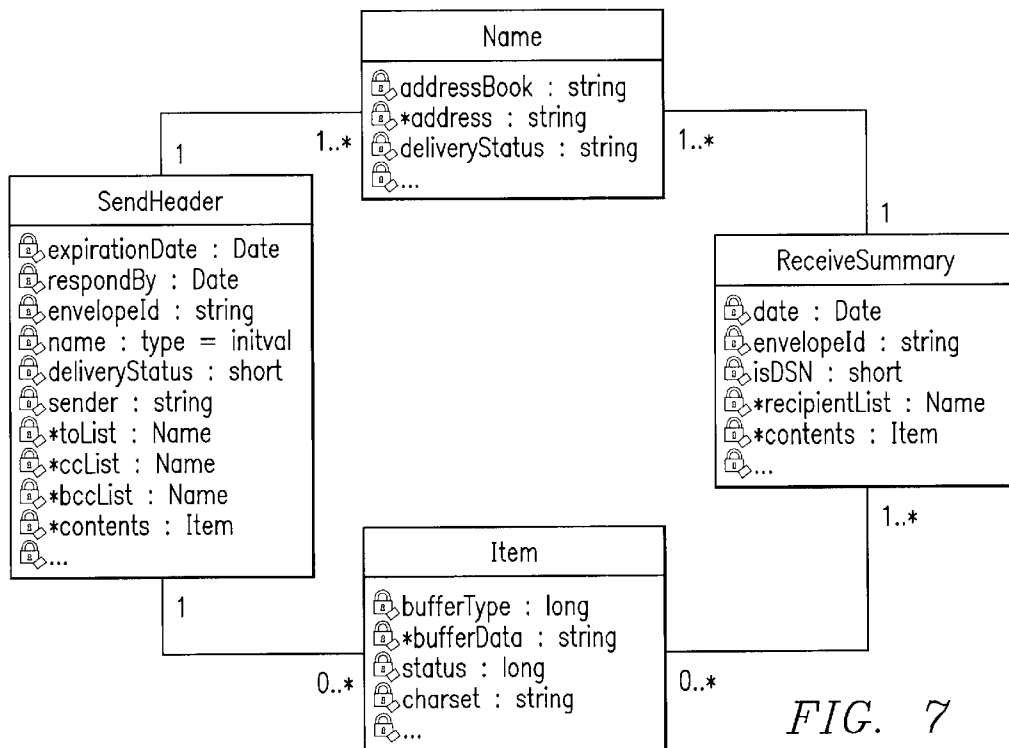 Name
addressBook : string
*address : string
deliveryStatus : string
...
1..*
1..*
1
1
SendHeader
expirationDate : Date
respondBy : Date
envelopeId : string
name : type = initval
deliveryStatus : short
sender : string
*toList : Name
*ccList : Name
*bccList : Name
*contents : Item
...
ReceiveSummary
date : Date
envelopeId : string
isDSN : short
*recipientList : Name
*contents : Item
...
1
1..*
Item
bufferType : long
*bufferData : string
status : long
charset : string
...
0..*
0..*
FIG. 7